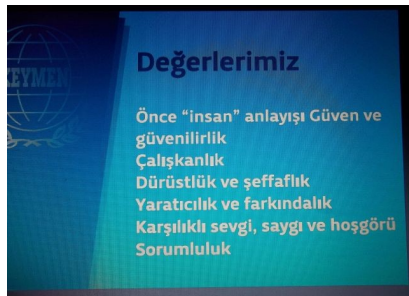 KEYMEN
Değerlerimiz
Önce “insan” anlayışı Güven ve
güvenilirlik
Çalışkanlık
Dürüstlük ve şeffaflık
Yaratıcılık ve farkındalık
Karşılıklı sevgi, saygı ve hoşgörü
Sorumluluk